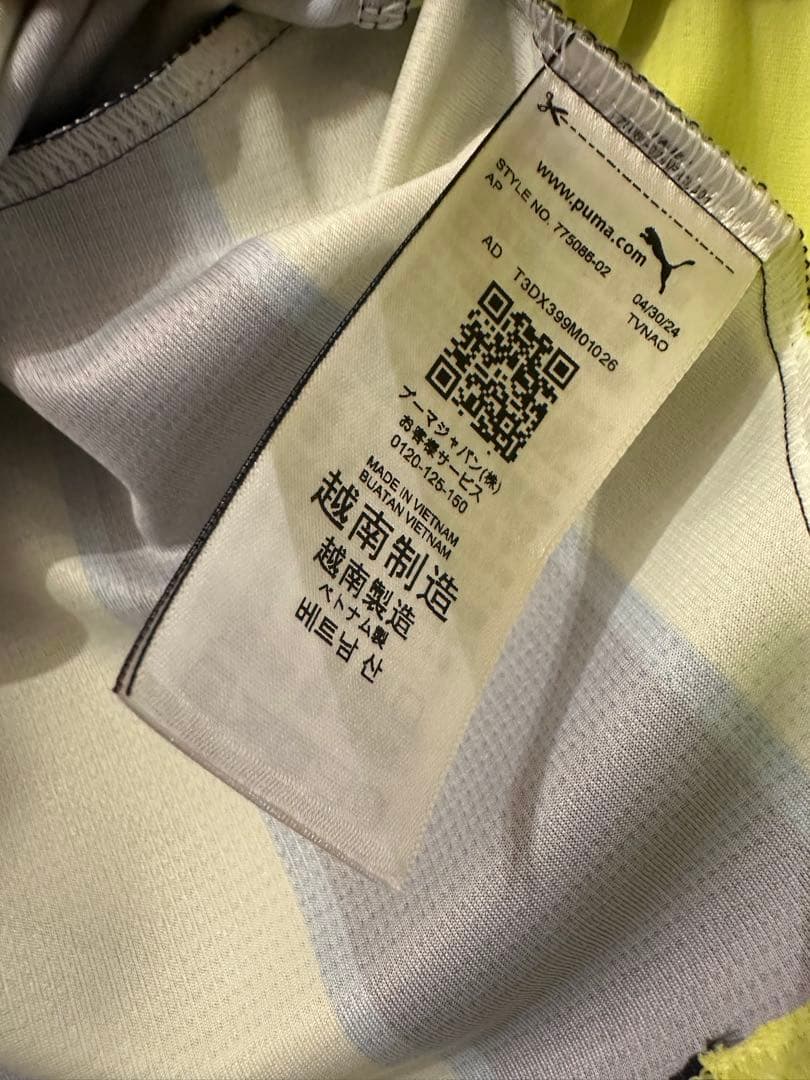 www.puma.com
STYLE NO. 775086-02 04/30/24
AP TVNAO
AD T3DX399M01026
プーマジャパン(株)
お客様サービス
0120-125-150
MADE IN VIETNAM
BUATAN VIETNAM
越南制造
越南製造
ベトナム製
베트남 산